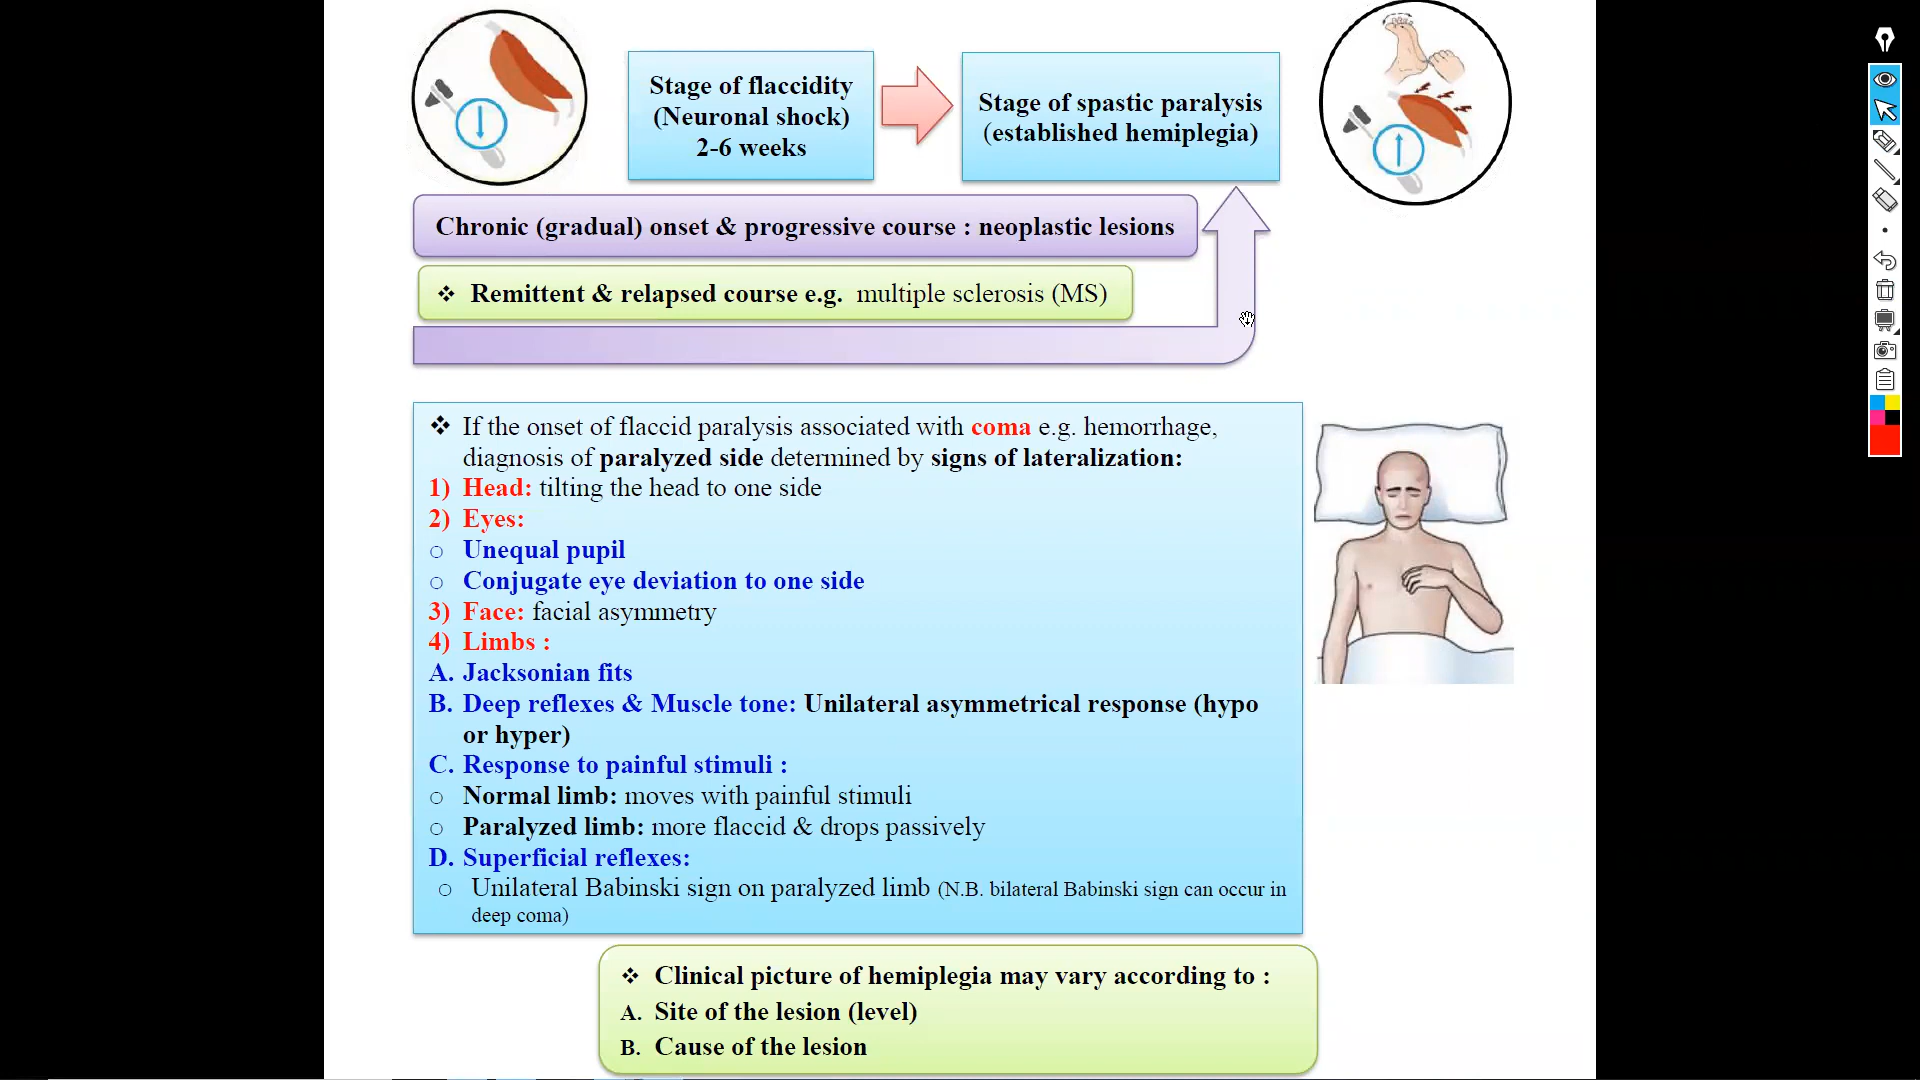 Stage of flaccidity
(Neuronal shock)
2-6 weeks
Stage of spastic paralysis
(established hemiplegia)
Chronic (gradual) onset & progressive course : neoplastic lesions
❖ Remittent & relapsed course e.g. multiple sclerosis (MS)
❖ If the onset of flaccid paralysis associated with coma e.g. hemorrhage,
diagnosis of paralyzed side determined by signs of lateralization:
1) Head: tilting the head to one side
2) Eyes:
○ Unequal pupil
○ Conjugate eye deviation to one side
3) Face: facial asymmetry
4) Limbs :
A. Jacksonian fits
B. Deep reflexes & Muscle tone: Unilateral asymmetrical response (hypo
or hyper)
C. Response to painful stimuli :
○ Normal limb: moves with painful stimuli
○ Paralyzed limb: more flaccid & drops passively
D. Superficial reflexes:
○ Unilateral Babinski sign on paralyzed limb (N.B. bilateral Babinski sign can occur in
deep coma)
❖ Clinical picture of hemiplegia may vary according to :
A. Site of the lesion (level)
B. Cause of the lesion